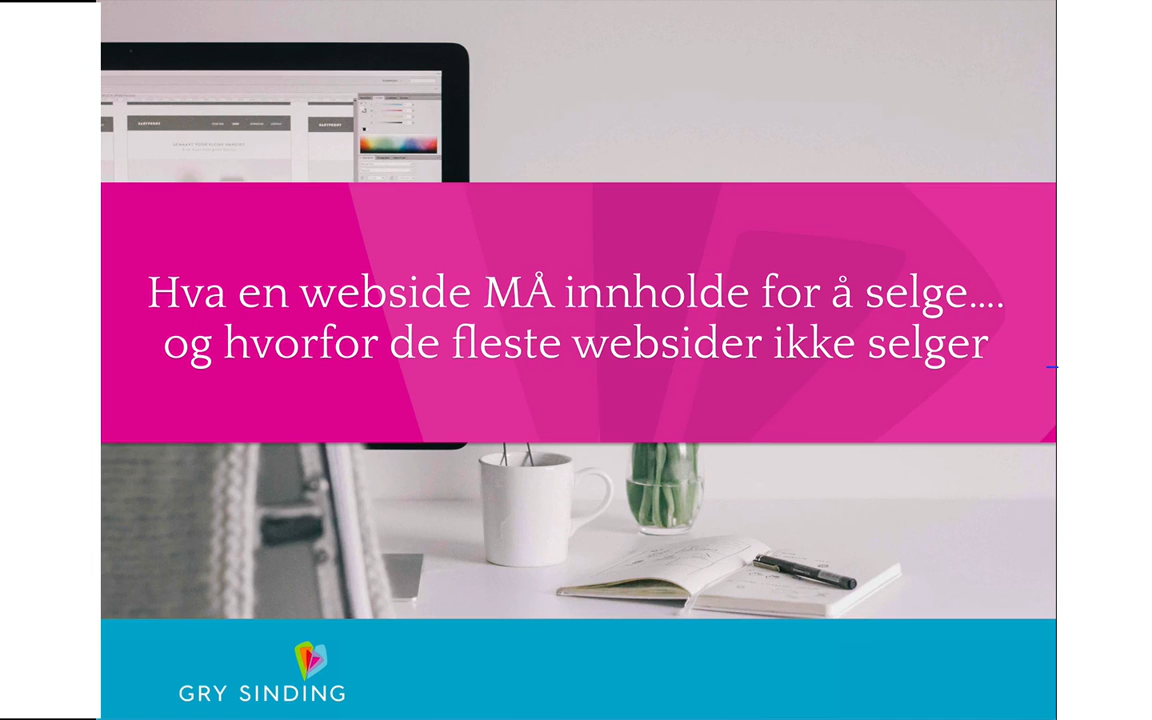 Hva en webside MÅ innholde for å selge....
og hvorfor de fleste websider ikke selger
GRY SINDING